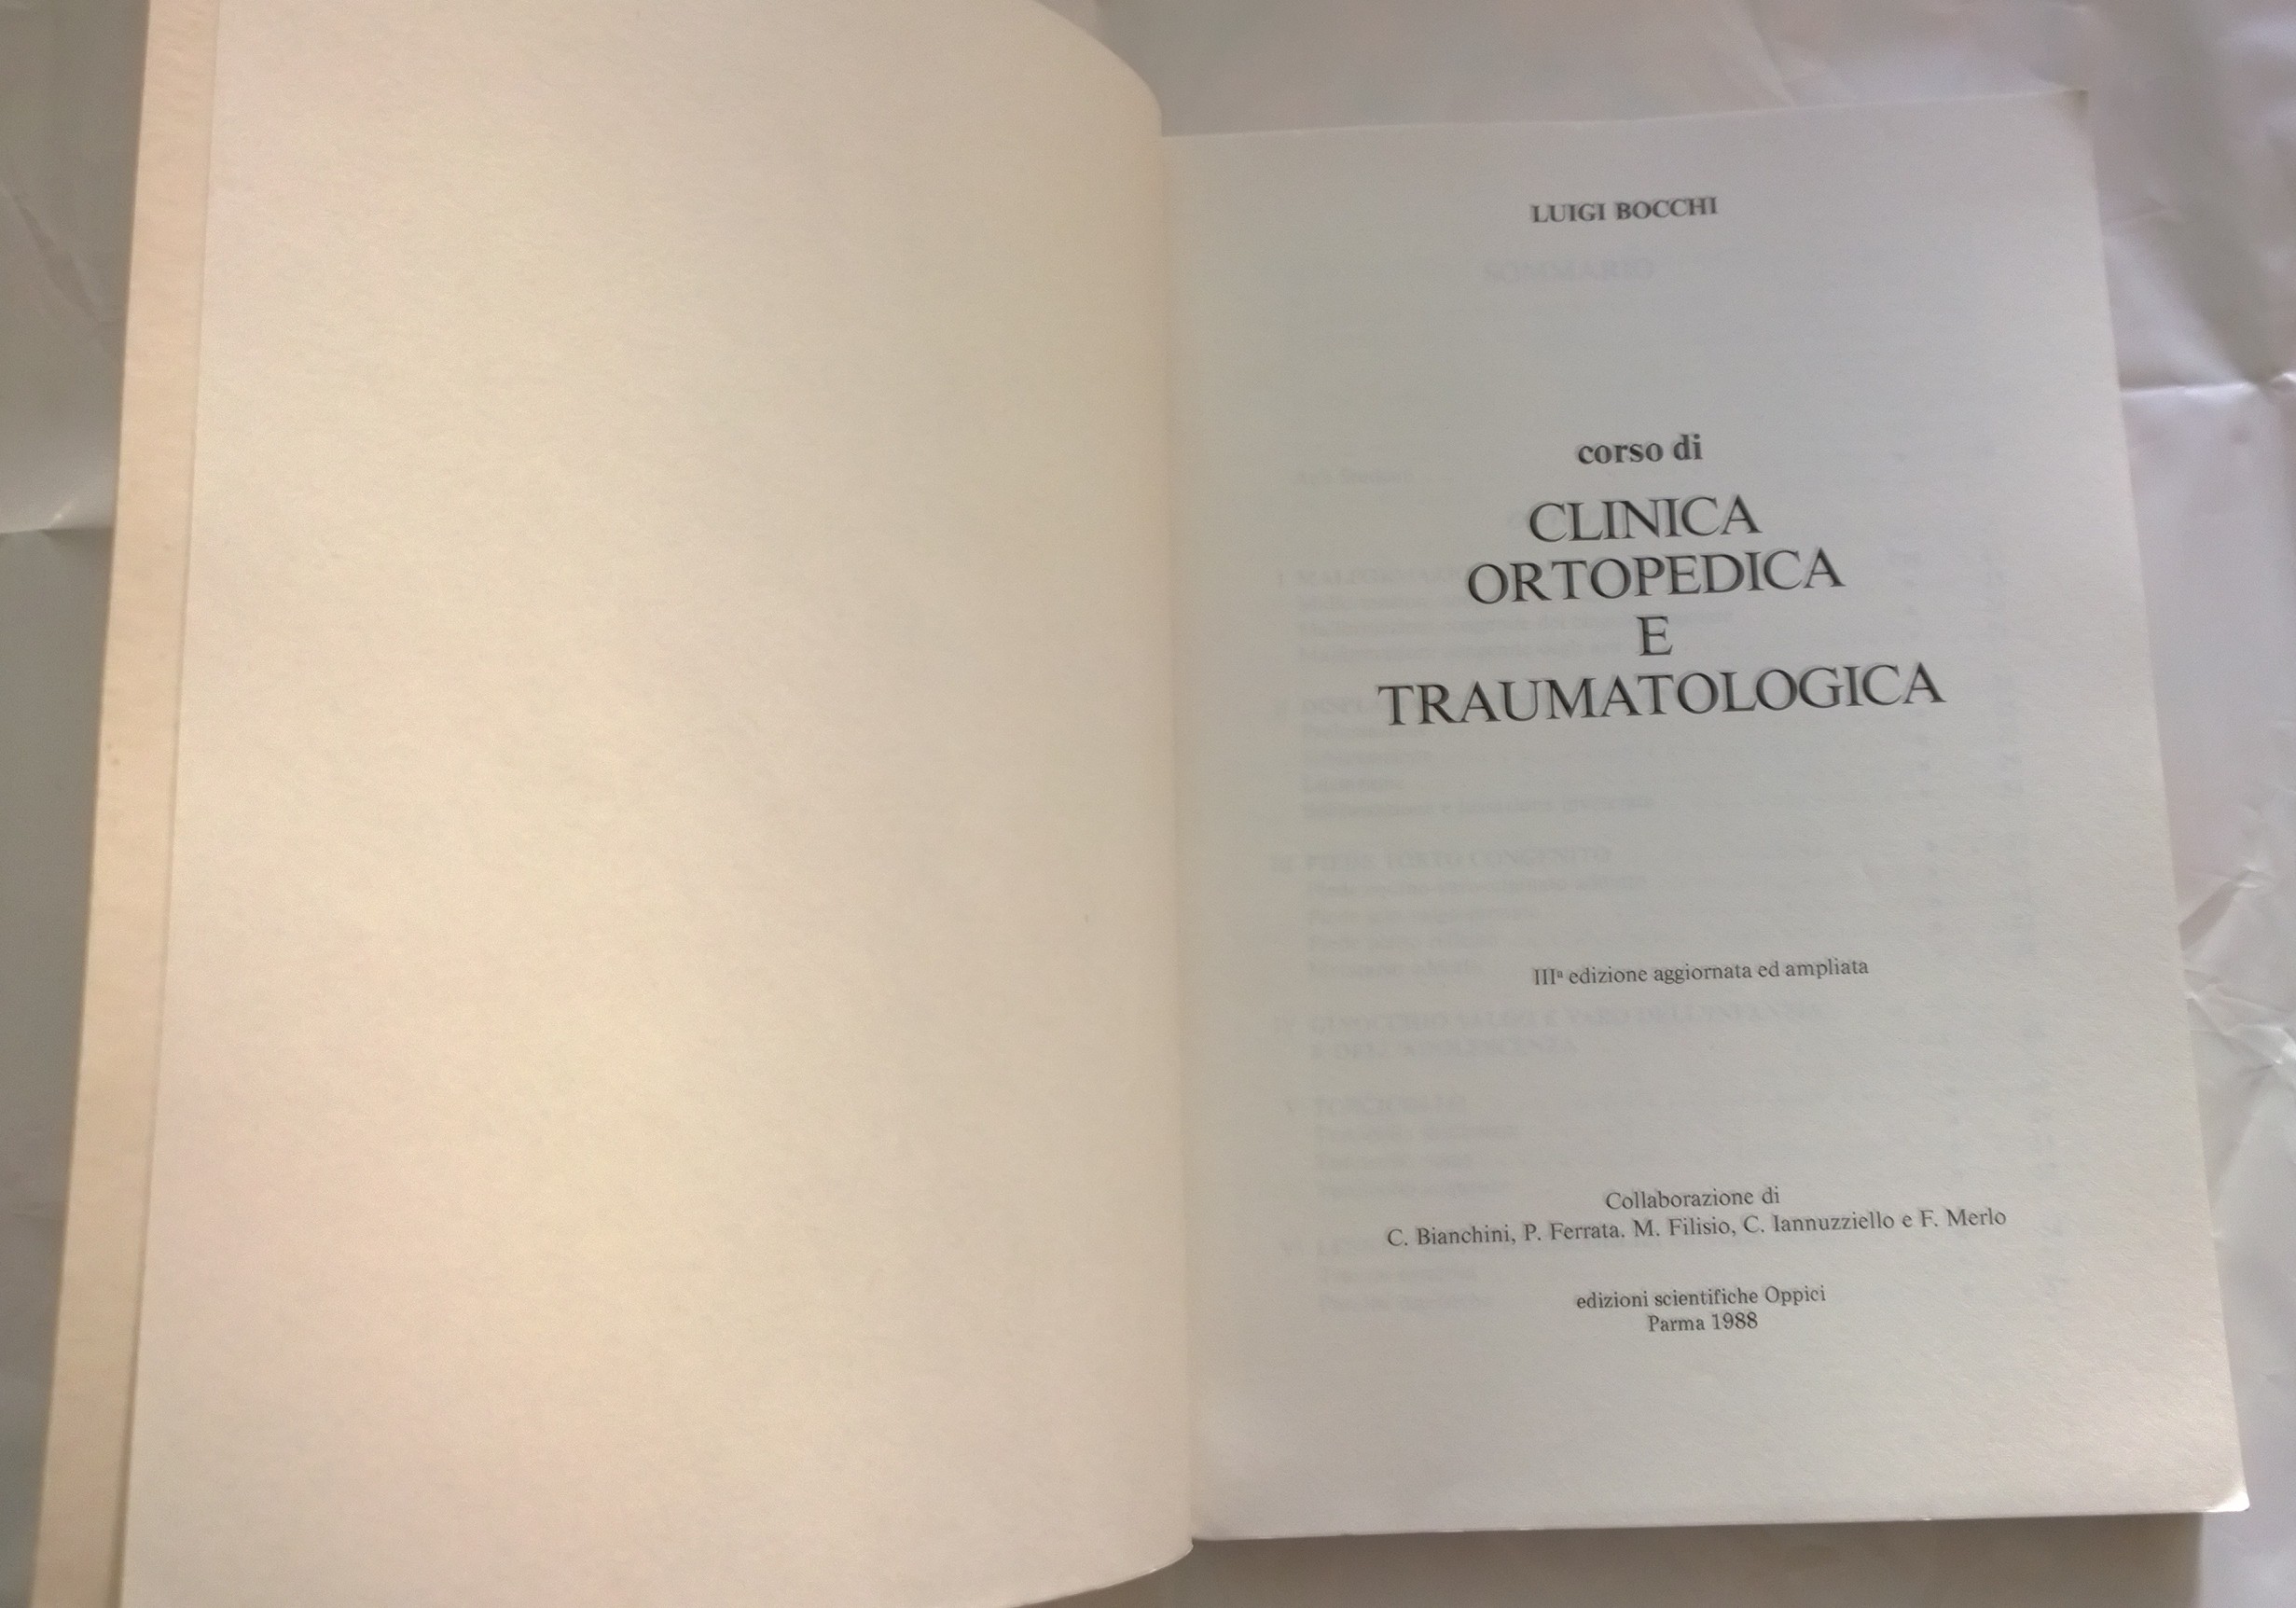 LUIGI BOCCHI
SOMMARIO
corso di
CLINICA
ORTOPEDICA
E
TRAUMATOLOGICA
IIIª edizione aggiornata ed ampliata
Collaborazione di
C. Bianchini, P. Ferrata. M. Filisio, C. Iannuzziello e F. Merlo
edizioni scientifiche Oppici
Parma 1988